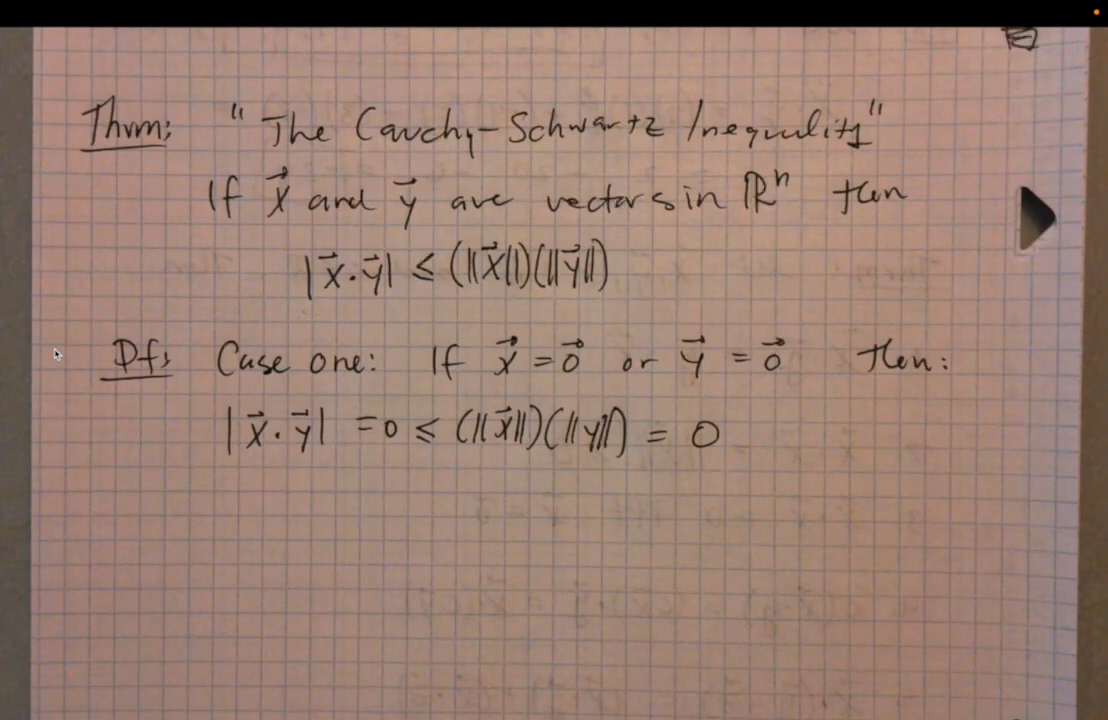 Thrm: "The Cauchy-Schwartz Inequality"
If x⃗ and y⃗ are vectors in ℝⁿ then
|x⃗·y⃗| ≤ (||x⃗||)(||y⃗||)
Pf: Case one: If x⃗ = 0⃗ or y⃗ = 0⃗ then:
|x⃗·y⃗| = 0 ≤ (||x⃗||)(||y||) = 0